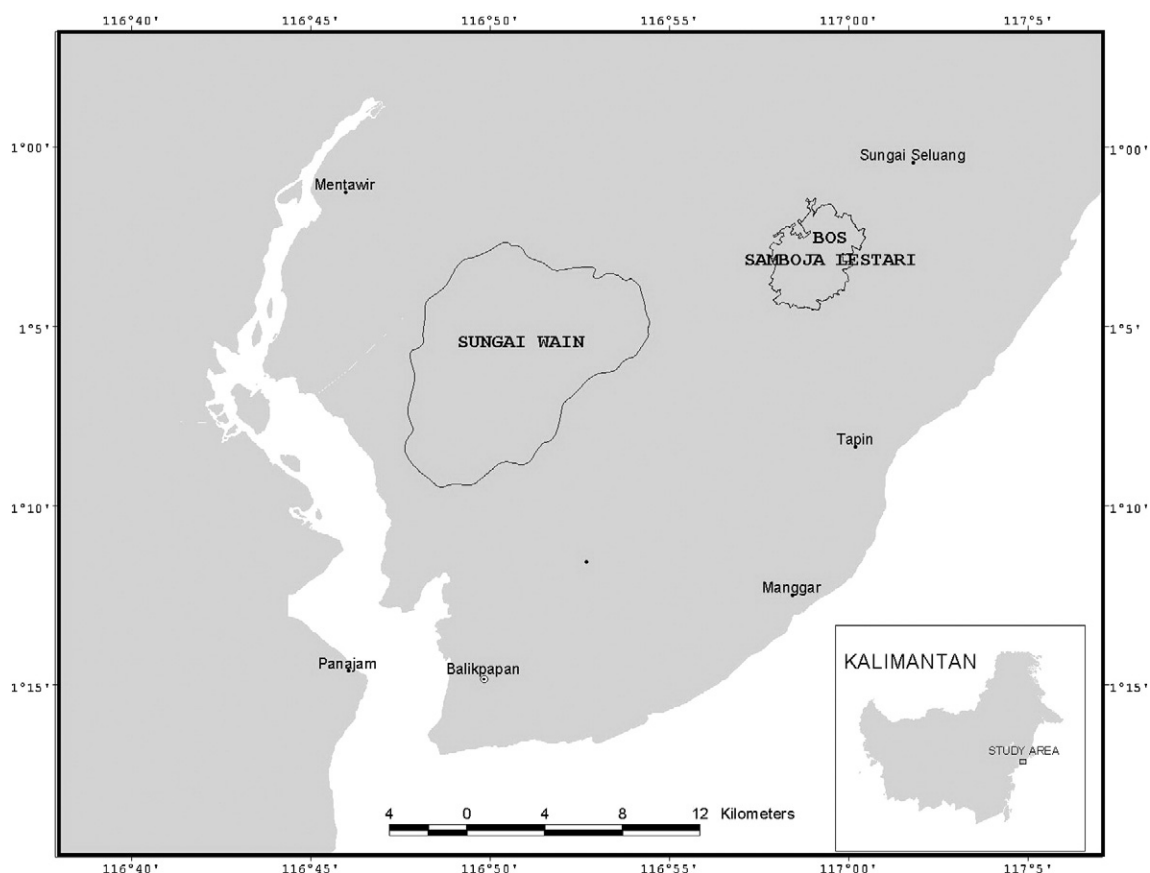 116°40' 116°45' 116°50' 116°55' 117°00' 117°5'
1°00' 1°00'
Sungai Seluang
Mentawir
BOS
SAMBOJA LESTARI
1°5' 1°5'
SUNGAI WAIN
Tapin
1°10' 1°10'
Manggar
KALIMANTAN
Panajam
Balikpapan
1°15' 1°15'
STUDY AREA
4 0 4 8 12 Kilometers
116°40' 116°45' 116°50' 116°55' 117°00' 117°5'